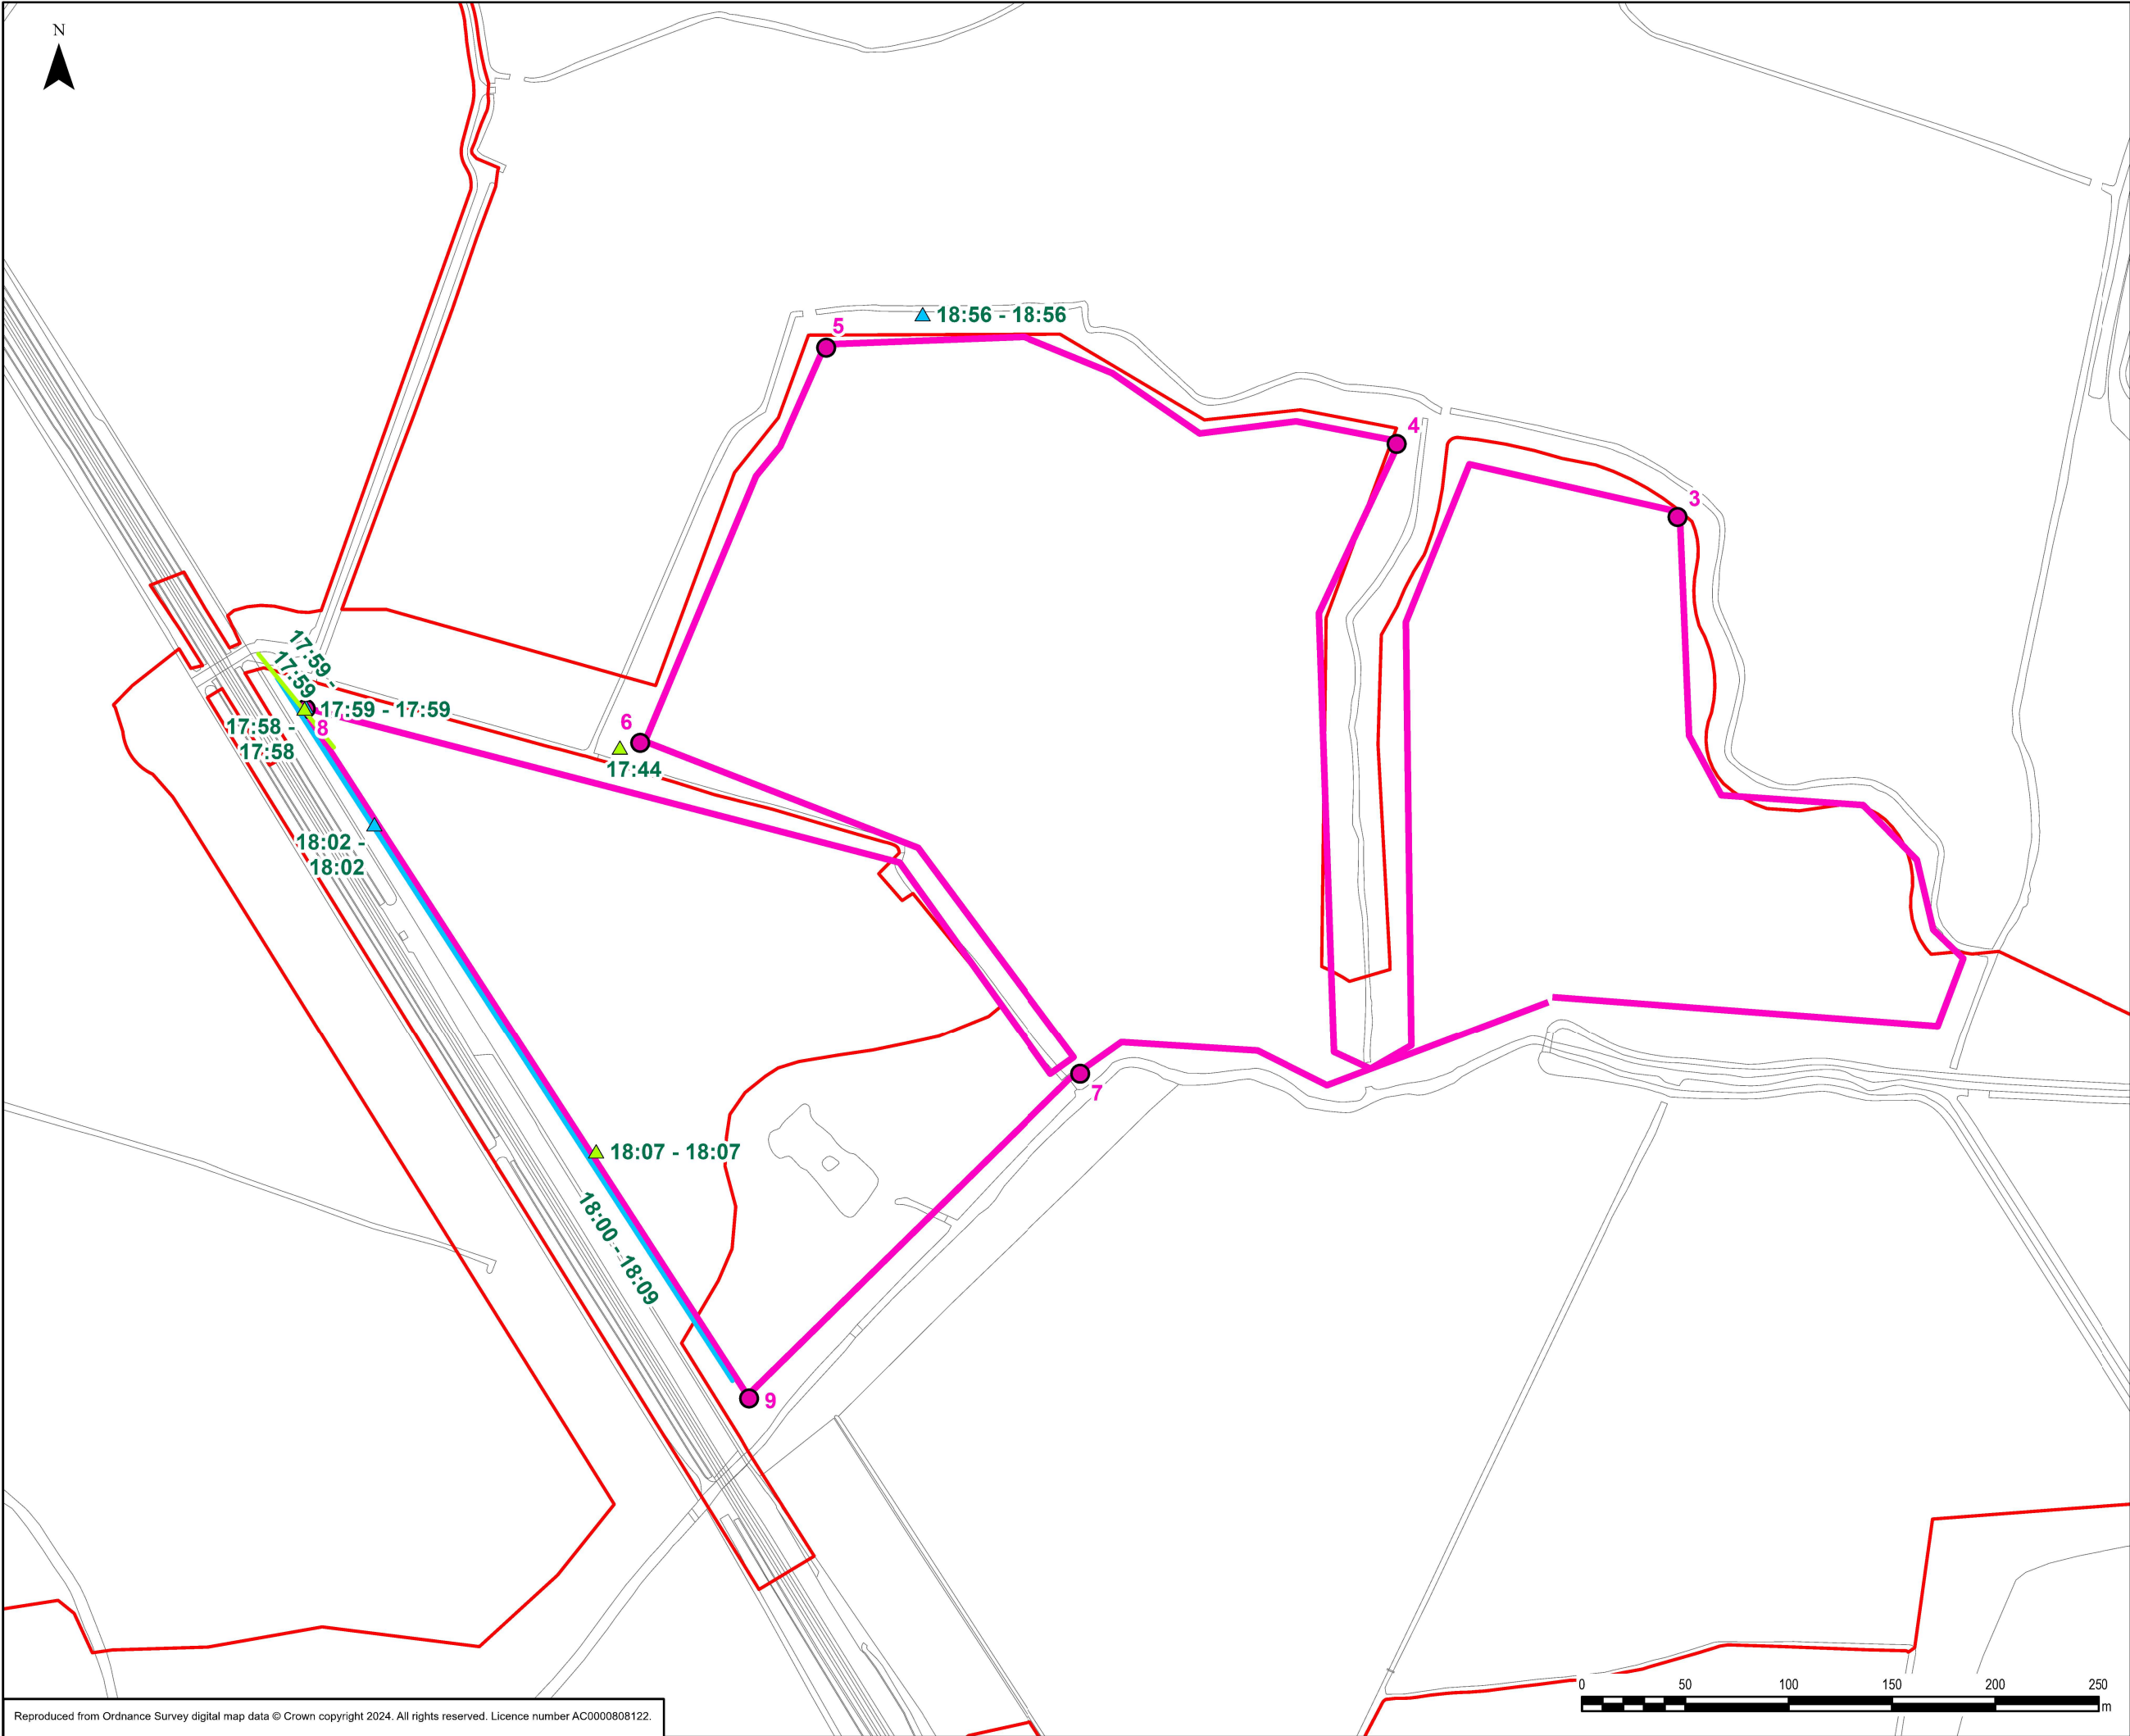 N
5
18:56 - 18:56
4
3
17:59 -
17:59
17:59 - 17:59
8
17:58 -
17:58
6
17:44
18:02 -
18:02
7
18:07 - 18:07
18:00 - 18:09
9
0 50 100 150 200 250
m
Reproduced from Ordnance Survey digital map data © Crown copyright 2024. All rights reserved. Licence number AC0000808122.